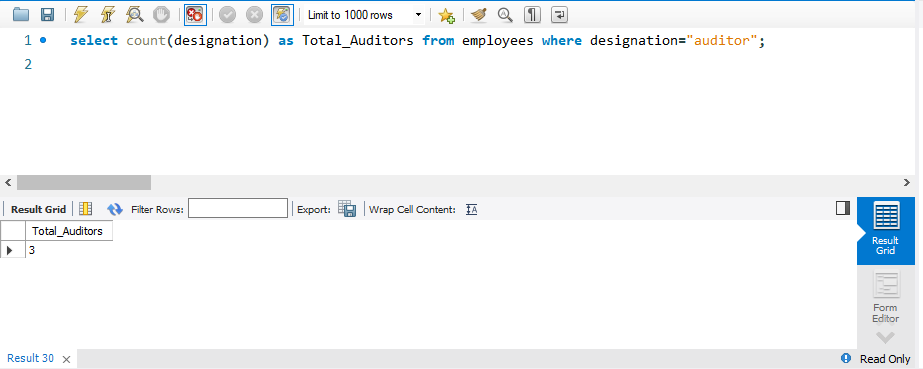 Limit to 1000 rows
1 select count(designation) as Total_Auditors from employees where designation="auditor";
2
Result Grid Filter Rows: Export: Wrap Cell Content:
Total_Auditors
3
Result
Grid
Form
Editor
Result 30
Read Only